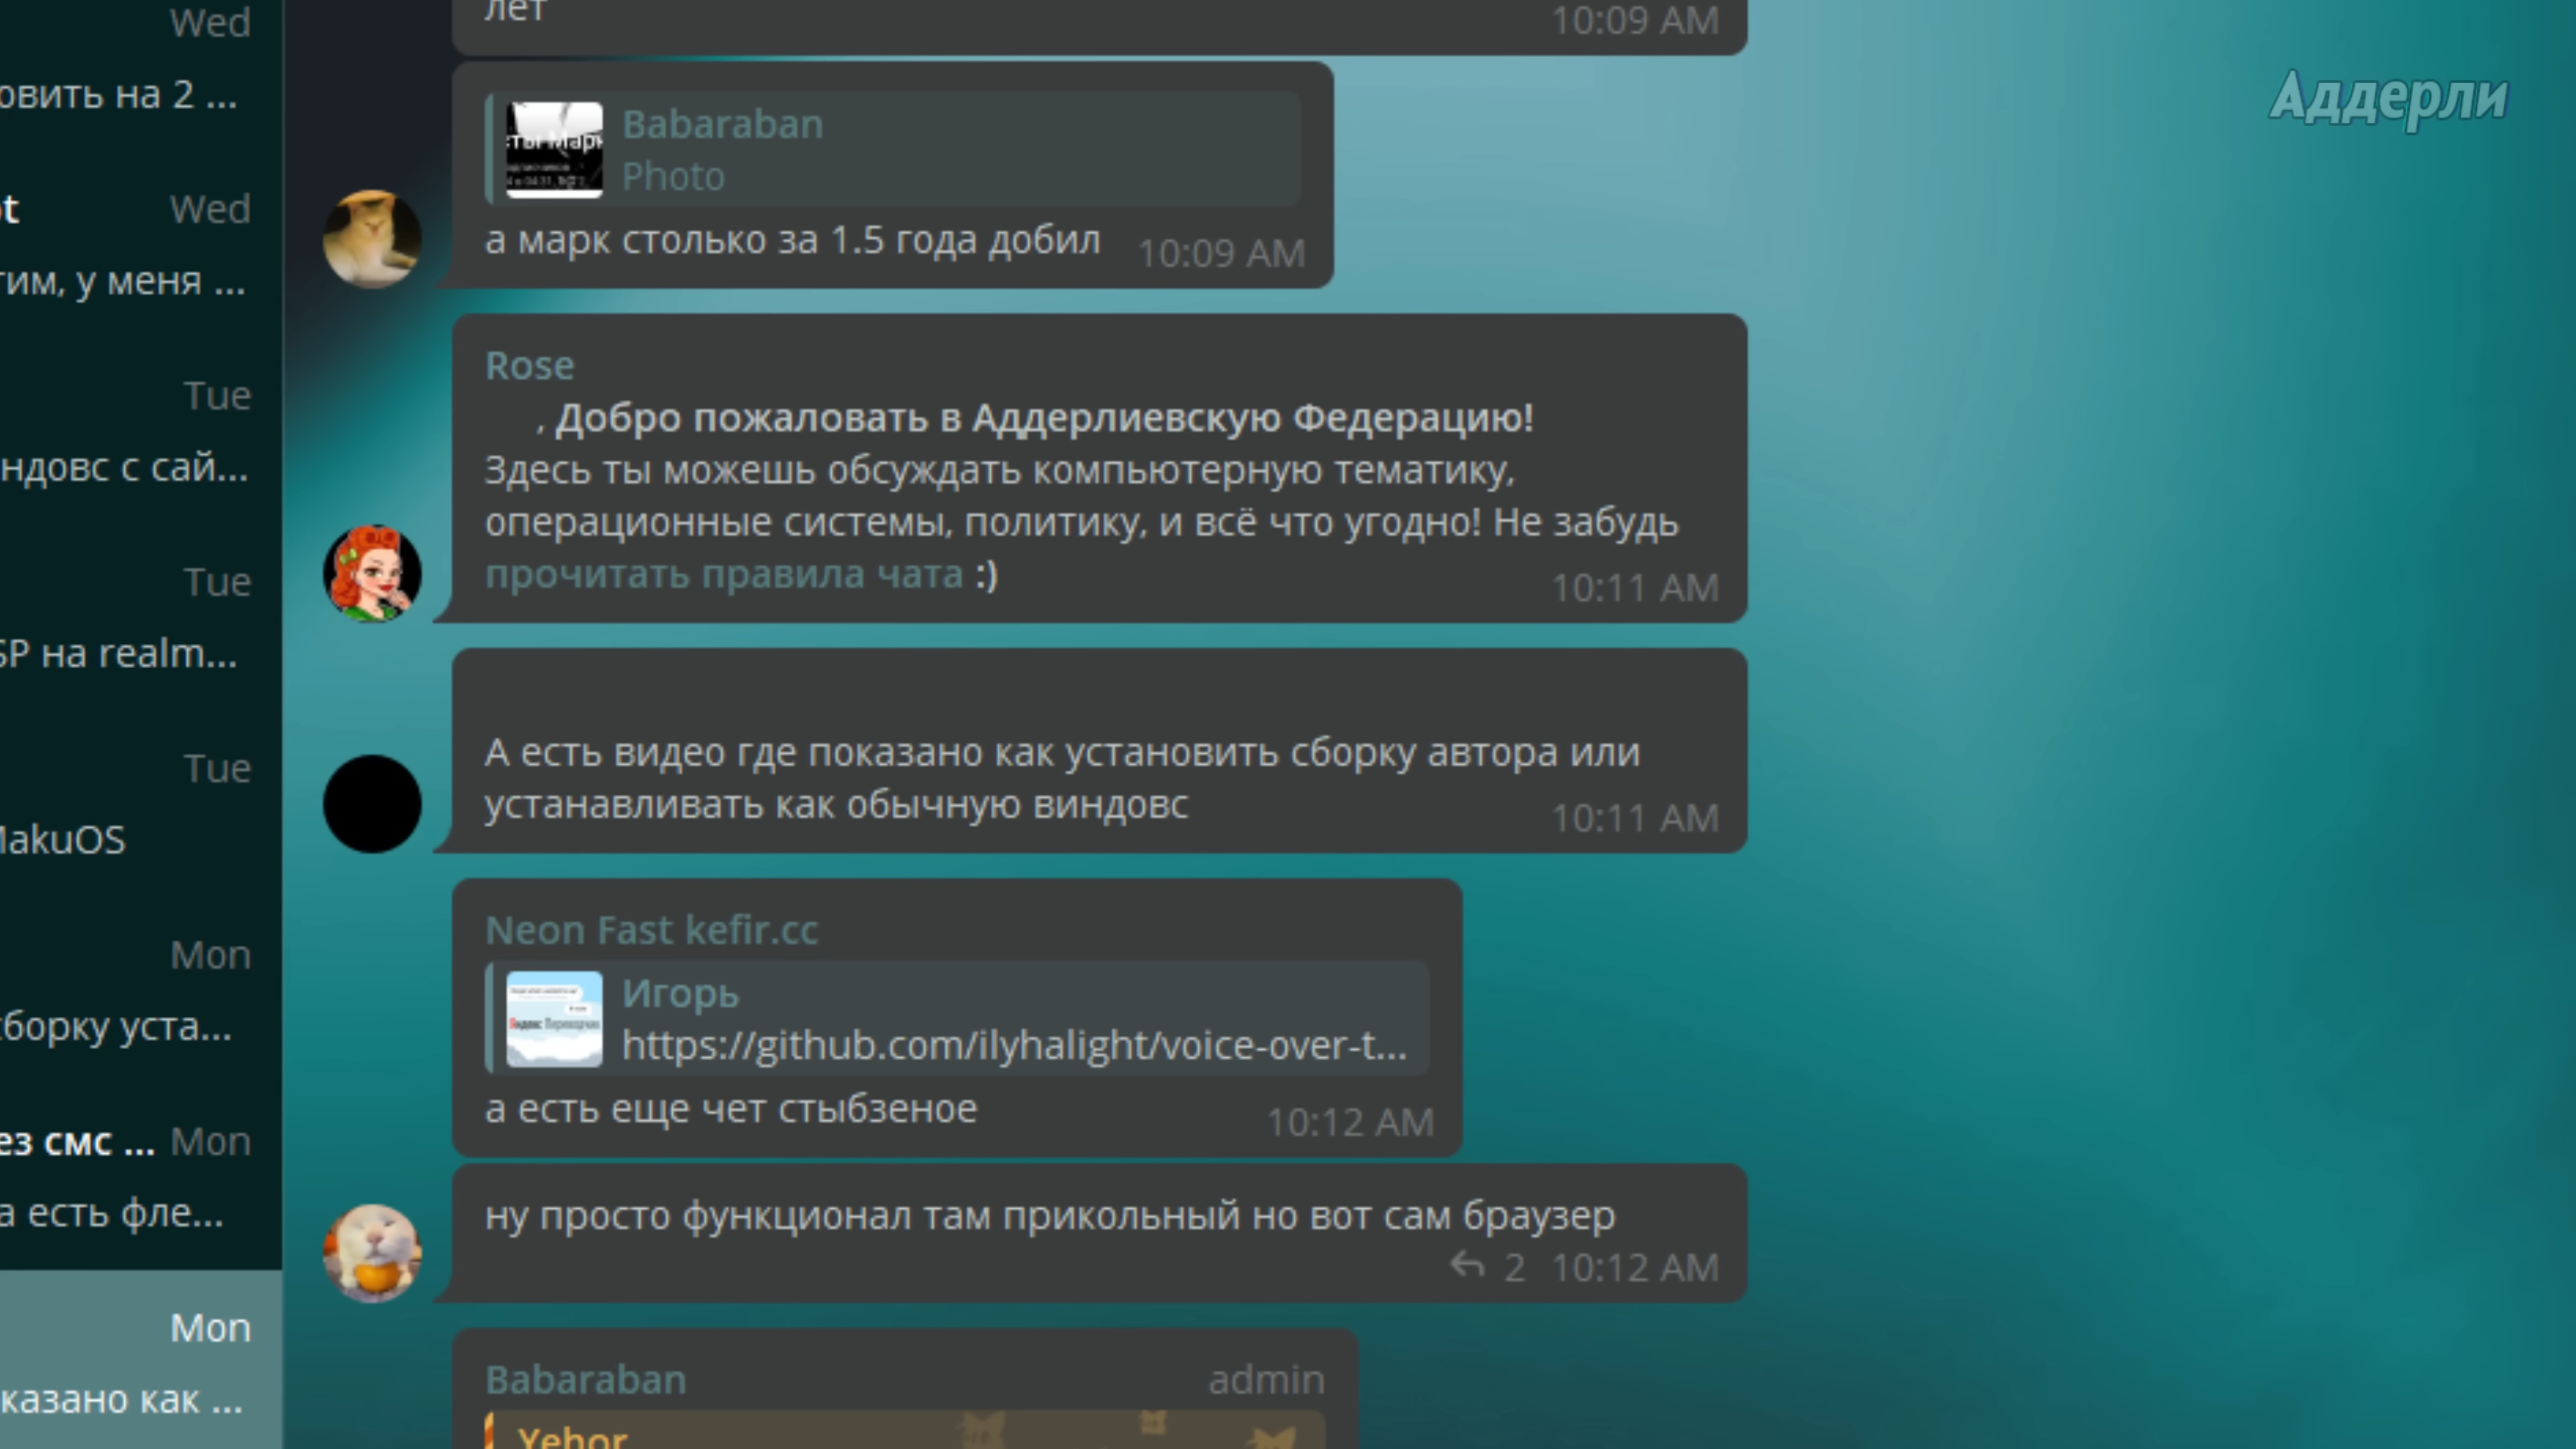 Wed
овить на 2 ...
ot
Wed
тим, у меня ...
Tue
ндовс с сай...
Tue
SP на realm...
Tue
MakuOS
Mon
сборку уста...
ез смс ...
Mon
а есть фле...
Mon
казано как ...
лет
10:09 AM
Babaraban
Photo
а марк столько за 1.5 года добил
10:09 AM
Rose
, Добро пожаловать в Аддерлиевскую Федерацию!
Здесь ты можешь обсуждать компьютерную тематику,
операционные системы, политику, и всё что угодно! Не забудь
прочитать правила чата :)
10:11 AM
А есть видео где показано как установить сборку автора или
устанавливать как обычную виндовс
10:11 AM
Neon Fast kefir.cc
Игорь
https://github.com/ilyhalight/voice-over-t...
а есть еще чет стыбзеное
10:12 AM
ну просто функционал там прикольный но вот сам браузер
2 10:12 AM
Babaraban
admin
Yehor
Аддерли